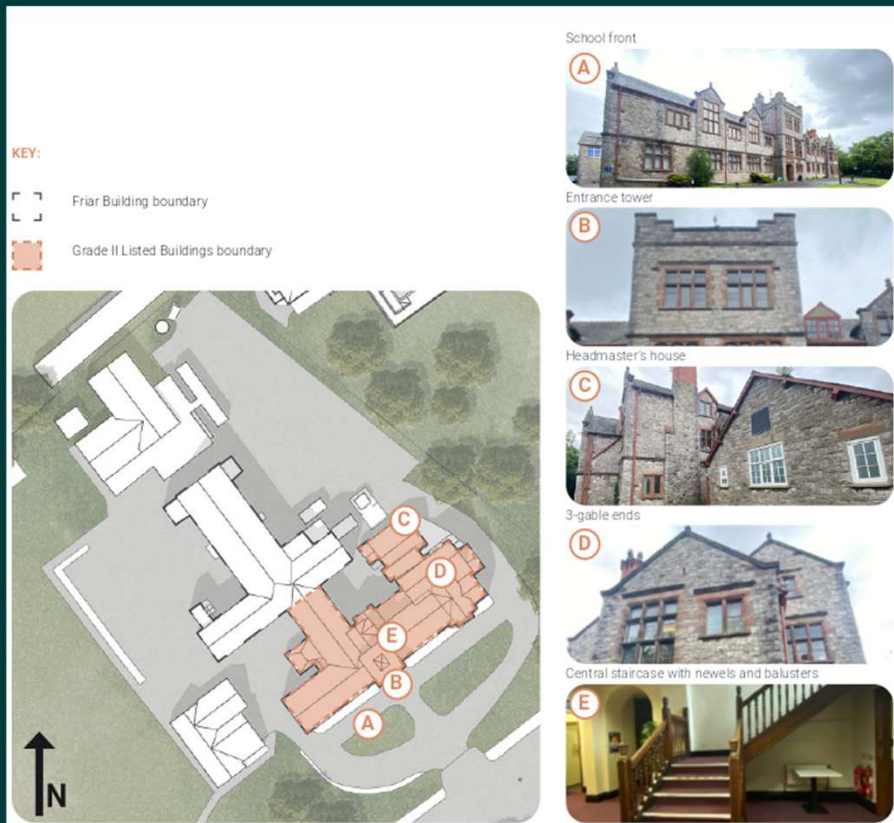 KEY:
Friar Building boundary
Grade II Listed Buildings boundary
C
D
E
B
A
N
School front
A
Entrance tower
B
Headmaster's house
C
3-gable ends
D
Central staircase with newels and balusters
E